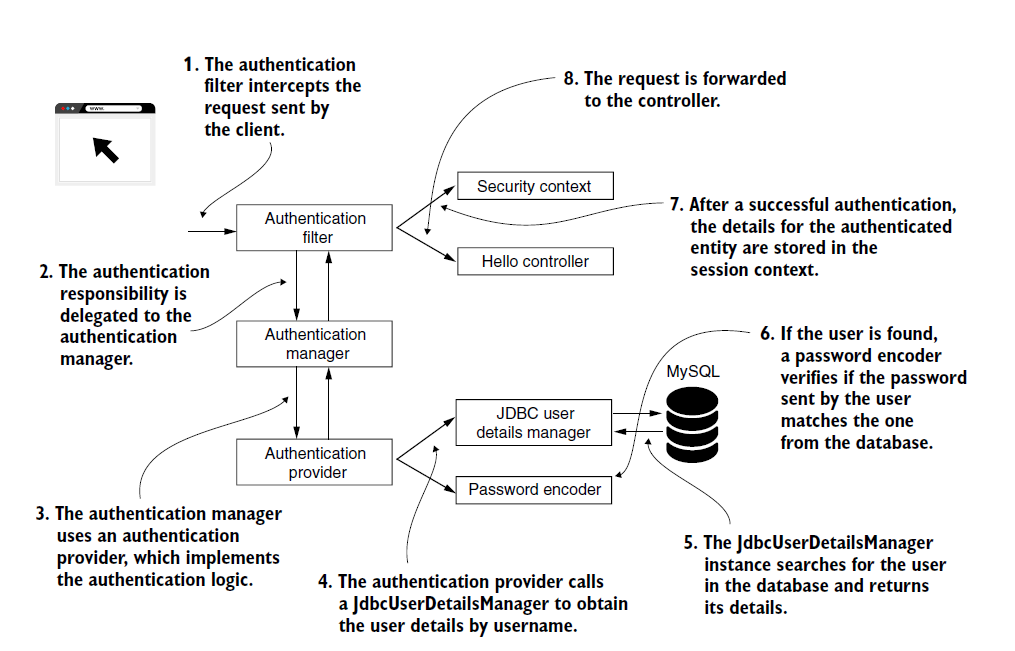 1. The authentication
filter intercepts the
request sent by
the client.
8. The request is forwarded
to the controller.
www.
Security context
Authentication
filter
7. After a successful authentication,
the details for the authenticated
entity are stored in the
session context.
Hello controller
2. The authentication
responsibility is
delegated to the
authentication
manager.
Authentication
manager
6. If the user is found,
a password encoder
verifies if the password
sent by the user
matches the one
from the database.
MySQL
JDBC user
details manager
Authentication
provider
Password encoder
3. The authentication manager
uses an authentication
provider, which implements
the authentication logic.
4. The authentication provider calls
a JdbcUserDetailsManager to obtain
the user details by username.
5. The JdbcUserDetailsManager
instance searches for the user
in the database and returns
its details.